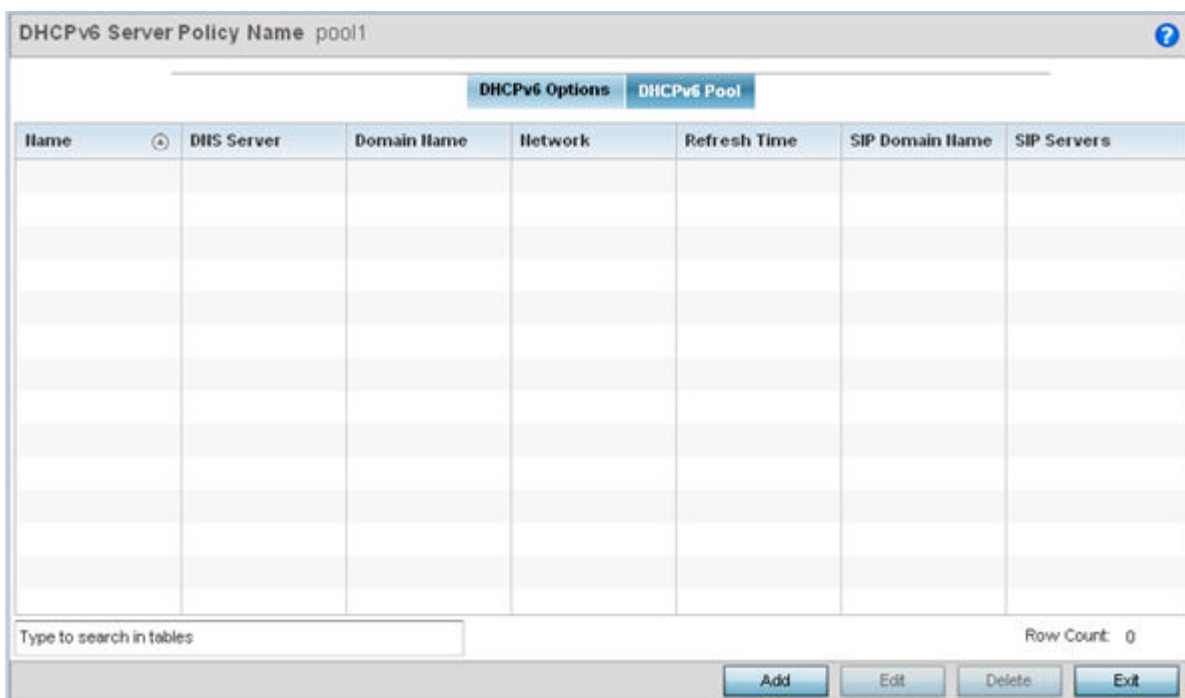 DHCPv6 Server Policy Name pool1
?
DHCPv6 Options DHCPv6 Pool
Name DNS Server Domain Name Network Refresh Time SIP Domain Name SIP Servers
Type to search in tables Row Count: 0
Add Edit Delete Exit